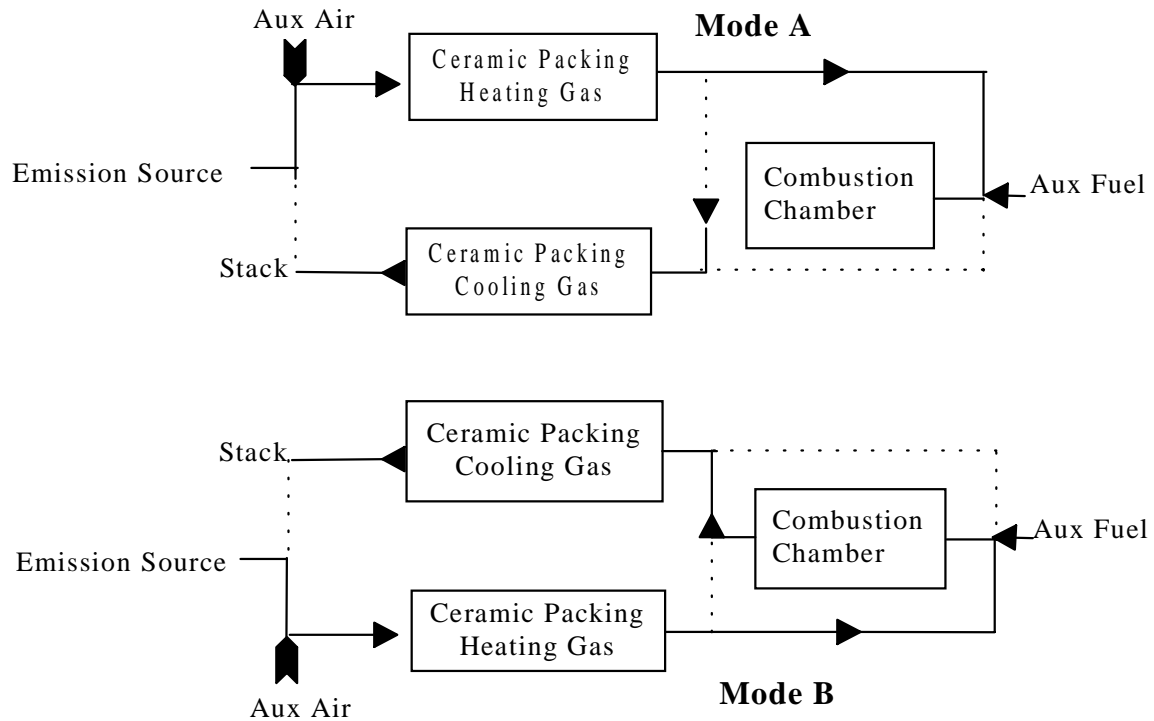 Aux Air
Mode A
Ceramic Packing
Heating Gas
Emission Source
Combustion
Chamber
Aux Fuel
Stack
Ceramic Packing
Cooling Gas
Stack
Ceramic Packing
Cooling Gas
Combustion
Chamber
Aux Fuel
Emission Source
Ceramic Packing
Heating Gas
Mode B
Aux Air